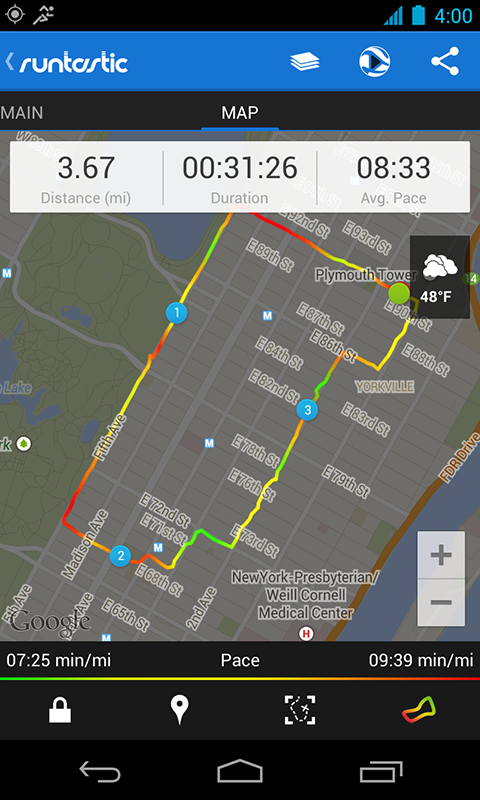 4:00
runtastic
MAIN
MAP
3.67
00:31:26
08:33
Distance (mi)
Duration
Avg. Pace
E 92nd St
E 93rd St
E 89th St
Plymouth Tower
14
48°F
M
E 90th St
1
M
E 87th St
E 86th St
E 88th St
E 84th St
YORKVILLE
E 82nd St
Lake
3
E 83rd St
Fifth Ave
M
E 78th St
FDR Drive
E 76th St
E 79th St
E 72nd St
E 71st St
Madison Ave
E 73rd St
M
2
E 68th St
NewYork-Presbyterian/
Weill Cornell
Medical Center
E 65th St
2nd Ave
Google
H
+
−
07:25 min/mi
Pace
09:39 min/mi